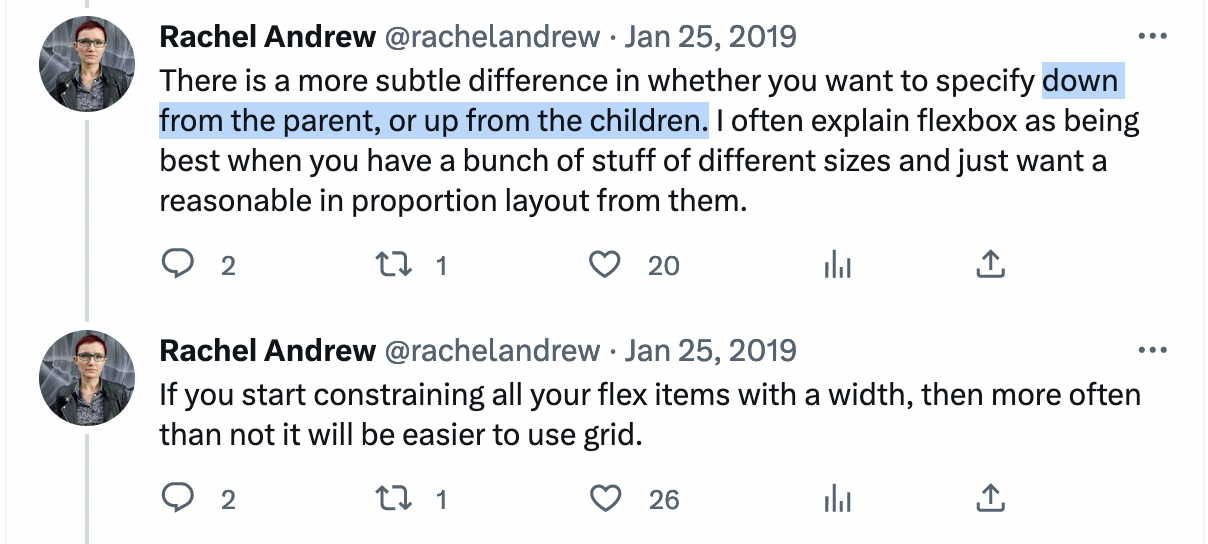 Rachel Andrew @rachelandrew · Jan 25, 2019
There is a more subtle difference in whether you want to specify down
from the parent, or up from the children. I often explain flexbox as being
best when you have a bunch of stuff of different sizes and just want a
reasonable in proportion layout from them.
2 1 20
Rachel Andrew @rachelandrew · Jan 25, 2019
If you start constraining all your flex items with a width, then more often
than not it will be easier to use grid.
2 1 26